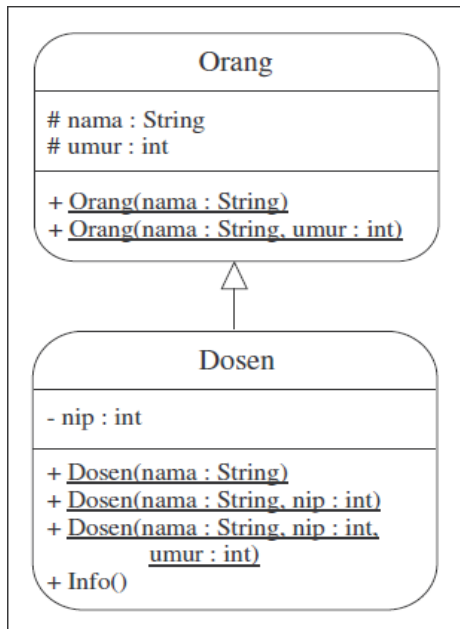 Orang
# nama : String
# umur : int
+ Orang(nama : String)
+ Orang(nama : String, umur : int)
Dosen
- nip : int
+ Dosen(nama : String)
+ Dosen(nama : String, nip : int)
+ Dosen(nama : String, nip : int,
umur : int)
+ Info()